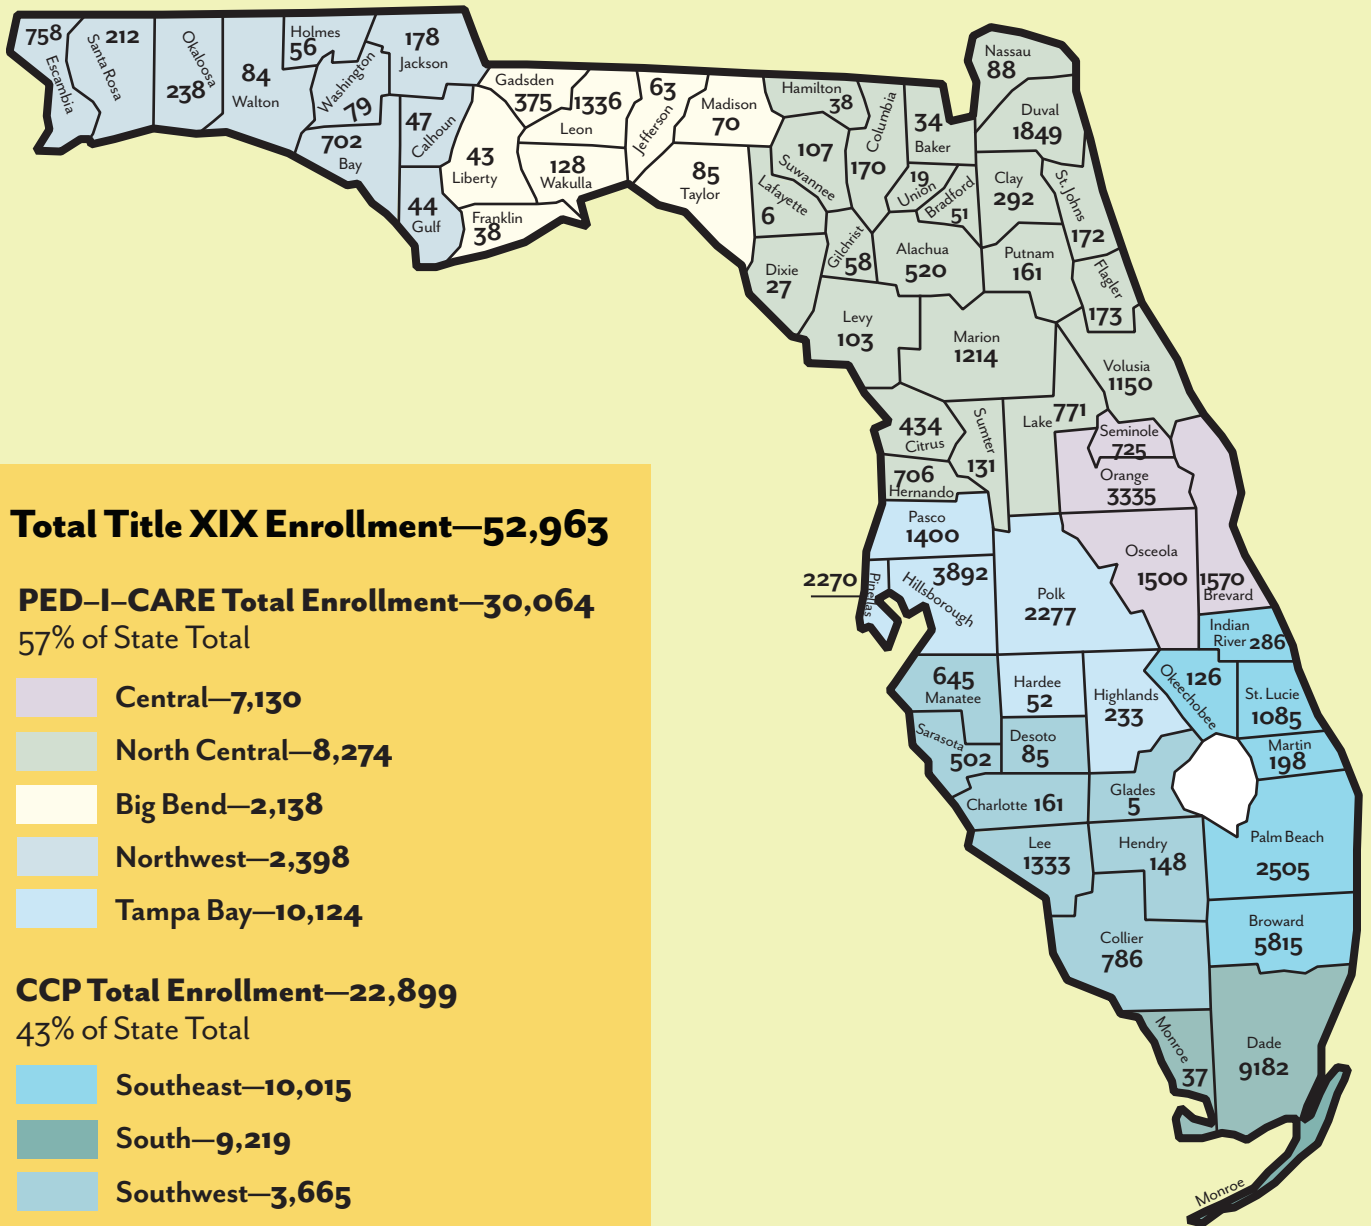 758
Escambia
212
Santa Rosa
Okaloosa
238
84
Walton
Holmes
56
Washington
79
178
Jackson
702
Bay
47
Calhoun
44
Gulf
Gadsden
375
43
Liberty
Franklin
38
1336
Leon
128
Wakulla
63
Jefferson
Madison
70
85
Taylor
Hamilton
38
107
Suwannee
Lafayette
6
Dixie
27
Columbia
170
Gilchrist
58
34
Baker
19
Union
Bradford
51
Nassau
88
Duval
1849
Clay
292
St. Johns
172
Alachua
520
Putnam
161
Flagler
173
Levy
103
Marion
1214
Volusia
1150
434
Citrus
Sumter
131
Lake 771
706
Hernando
Seminole
725
Orange
3335
Pasco
1400
Osceola
1500
1570
Brevard
2270
Pinellas
3892
Hillsborough
Polk
2277
Indian
River 286
645
Manatee
Hardee
52
Highlands
233
Okeechobee
126
St. Lucie
1085
Sarasota
502
Desoto
85
Martin
198
Charlotte 161
Glades
5
Lee
1333
Hendry
148
Palm Beach
2505
Collier
786
Broward
5815
Monroe
37
Dade
9182
Monroe
Total Title XIX Enrollment—52,963
PED–I–CARE Total Enrollment—30,064
57% of State Total
Central—7,130
North Central—8,274
Big Bend—2,138
Northwest—2,398
Tampa Bay—10,124
CCP Total Enrollment—22,899
43% of State Total
Southeast—10,015
South—9,219
Southwest—3,665